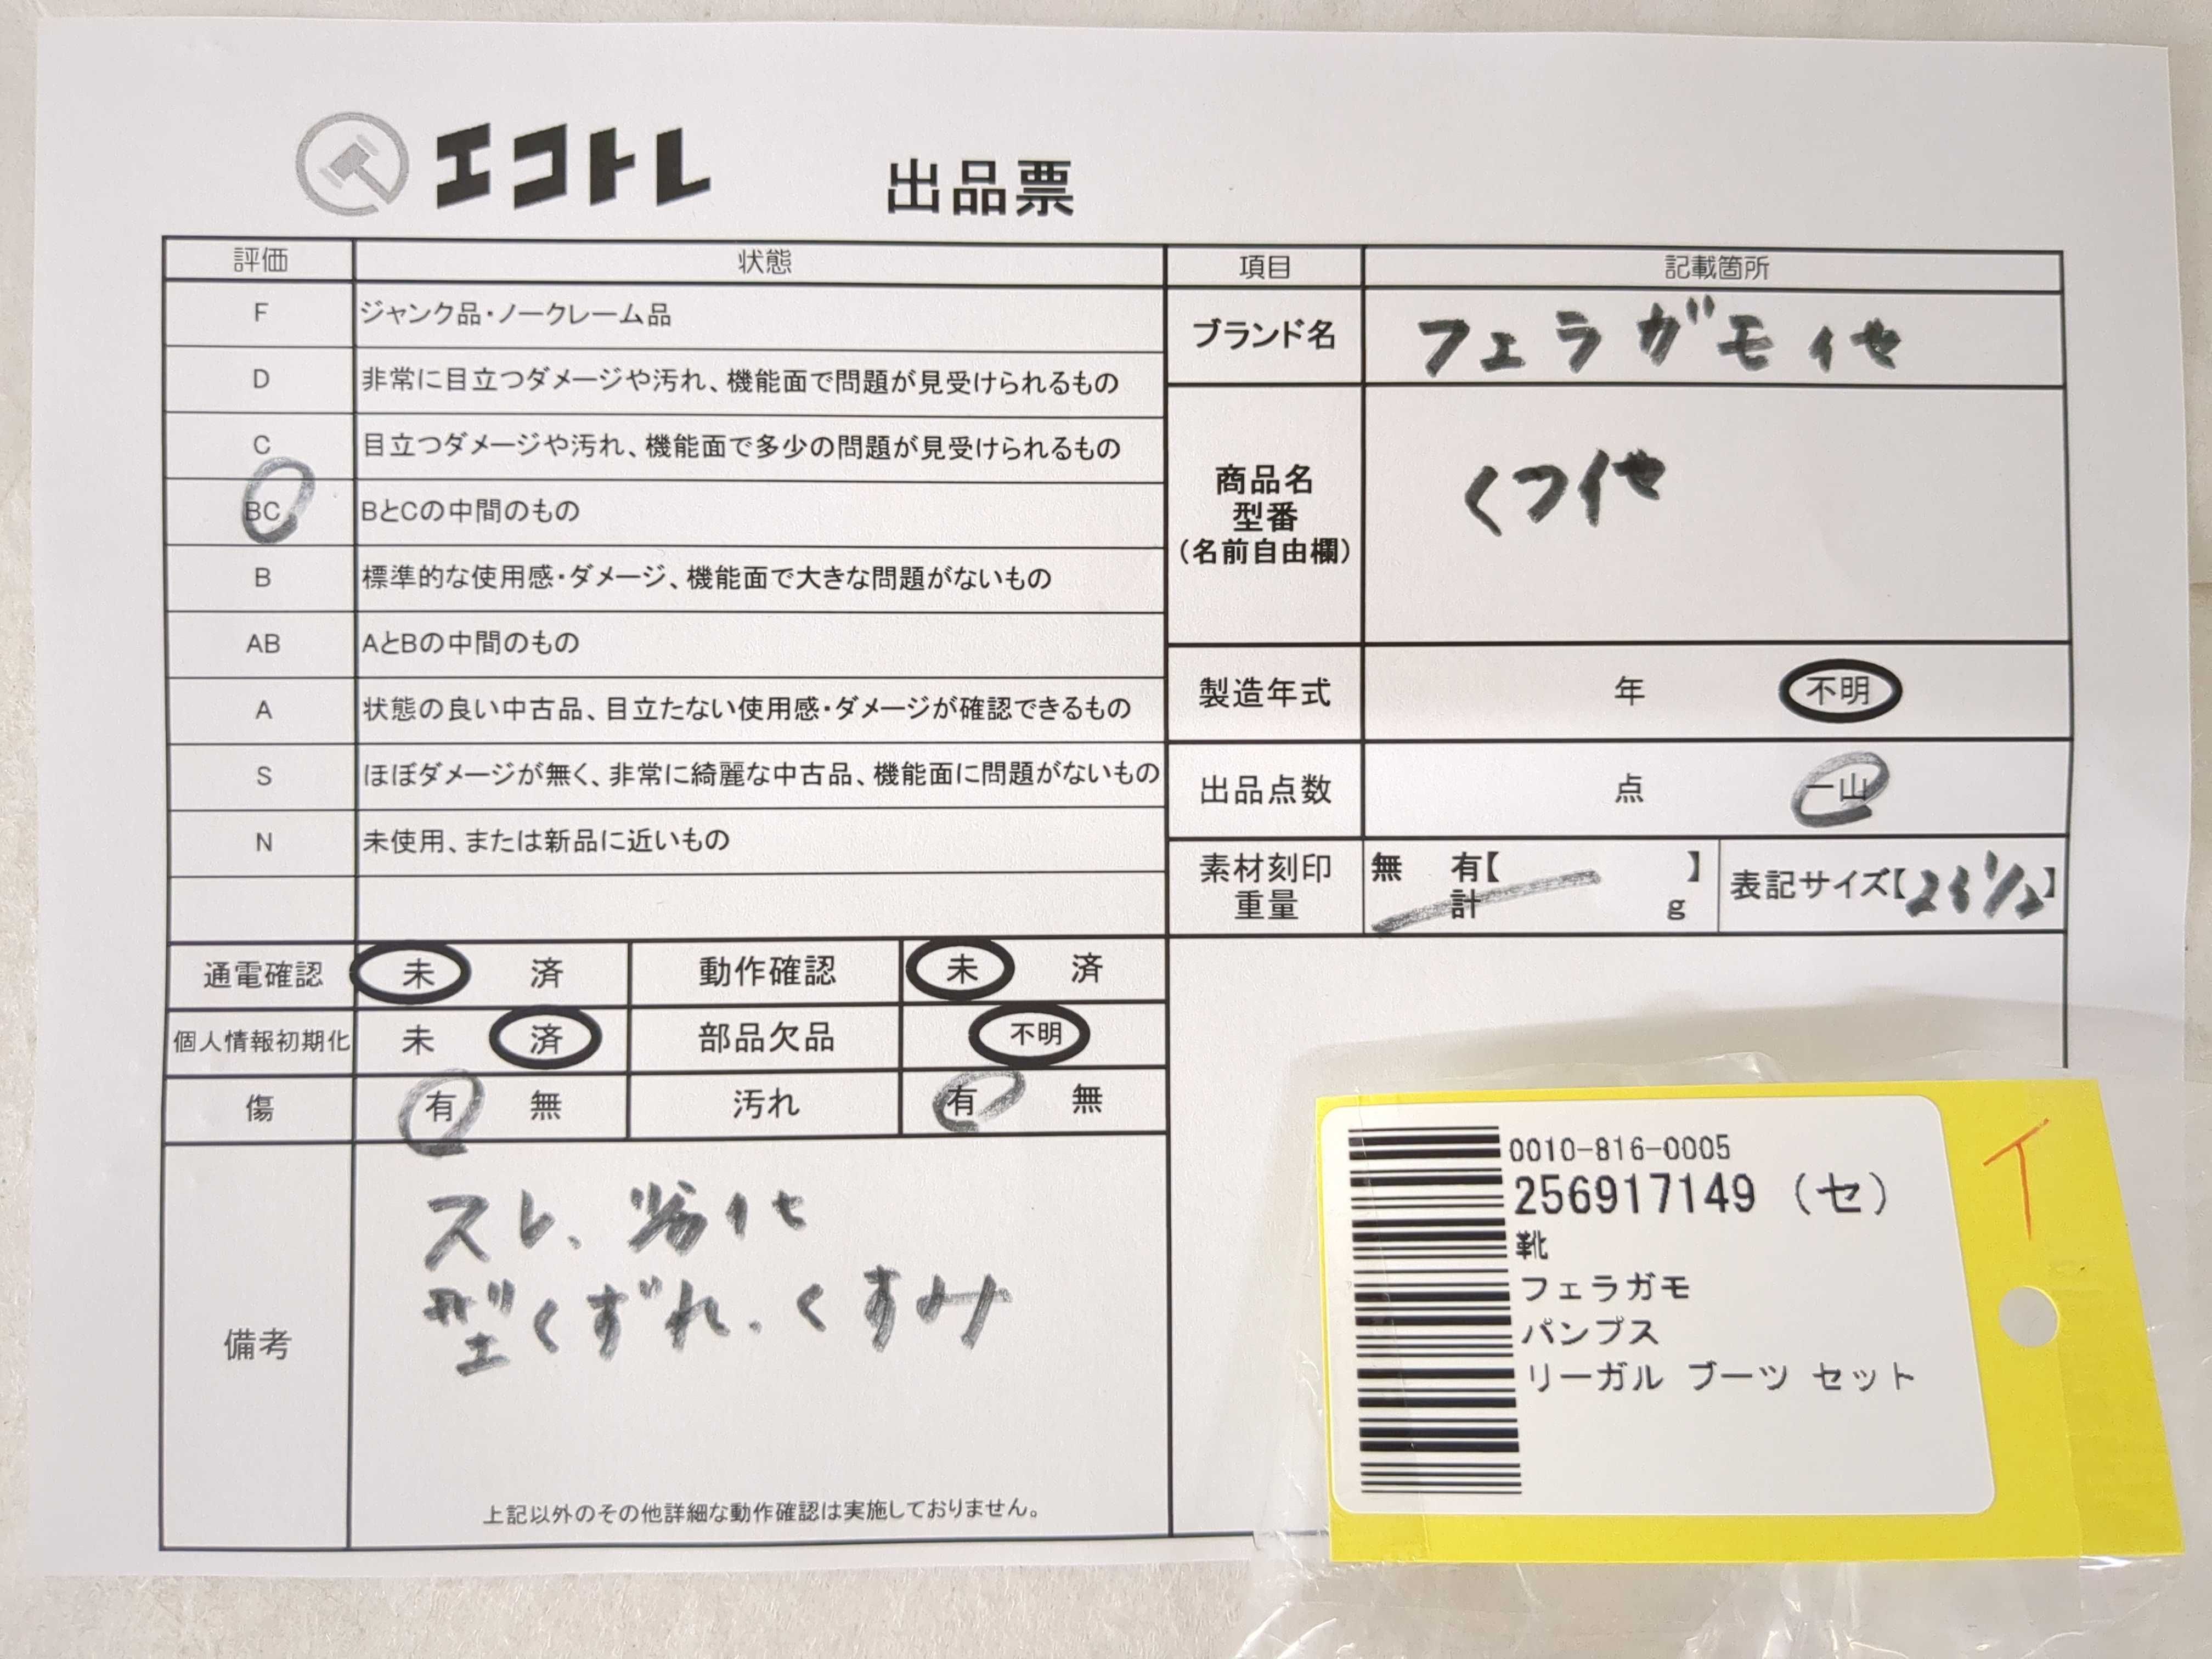 エコトレ 出品票
評価 状態
F ジャンク品・ノークレーム品
D 非常に目立つダメージや汚れ、機能面で問題が見受けられるもの
C 目立つダメージや汚れ、機能面で多少の問題が見受けられるもの
BC BとCの中間のもの
B 標準的な使用感・ダメージ、機能面で大きな問題がないもの
AB AとBの中間のもの
A 状態の良い中古品、目立たない使用感・ダメージが確認できるもの
S ほぼダメージが無く、非常に綺麗な中古品、機能面に問題がないもの
N 未使用、または新品に近いもの
項目 記載箇所
ブランド名 フェラガモ 他
商品名
型番
(名前自由欄)
くつ 他
製造年式 年 不明
出品点数 点 一山
素材刻印 無 有【 】
重量 計 g
表記サイズ【23 1/2】
通電確認 未 済 動作確認 未 済
個人情報初期化 未 済 部品欠品 不明
傷 有 無 汚れ 有 無
備考
スレ、劣化
型くずれ、くすみ
上記以外のその他詳細な動作確認は実施しておりません。
0010-816-0005
256917149 (セ)
靴
フェラガモ
パンプス
リーガル ブーツ セット
イ